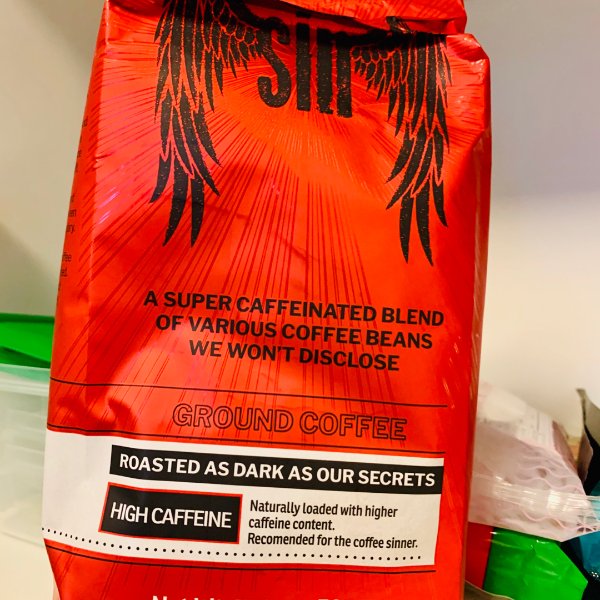 sin
A SUPER CAFFEINATED BLEND
OF VARIOUS COFFEE BEANS
WE WON'T DISCLOSE
GROUND COFFEE
ROASTED AS DARK AS OUR SECRETS
HIGH CAFFEINE
Naturally loaded with higher
caffeine content.
Recomended for the coffee sinner.